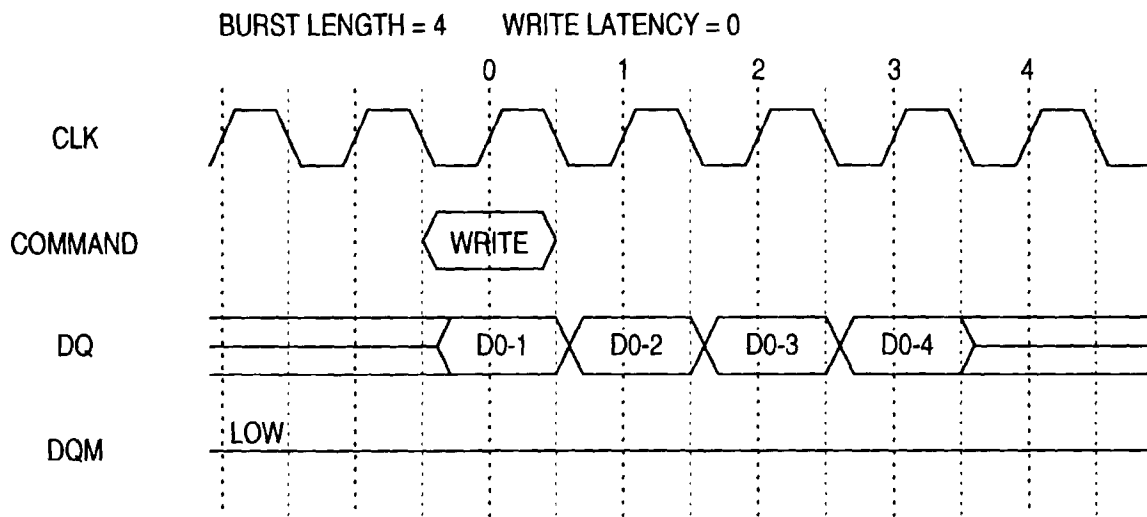 BURST LENGTH = 4 WRITE LATENCY = 0
0 1 2 3 4
CLK
COMMAND WRITE
DQ D0-1 D0-2 D0-3 D0-4
LOW
DQM